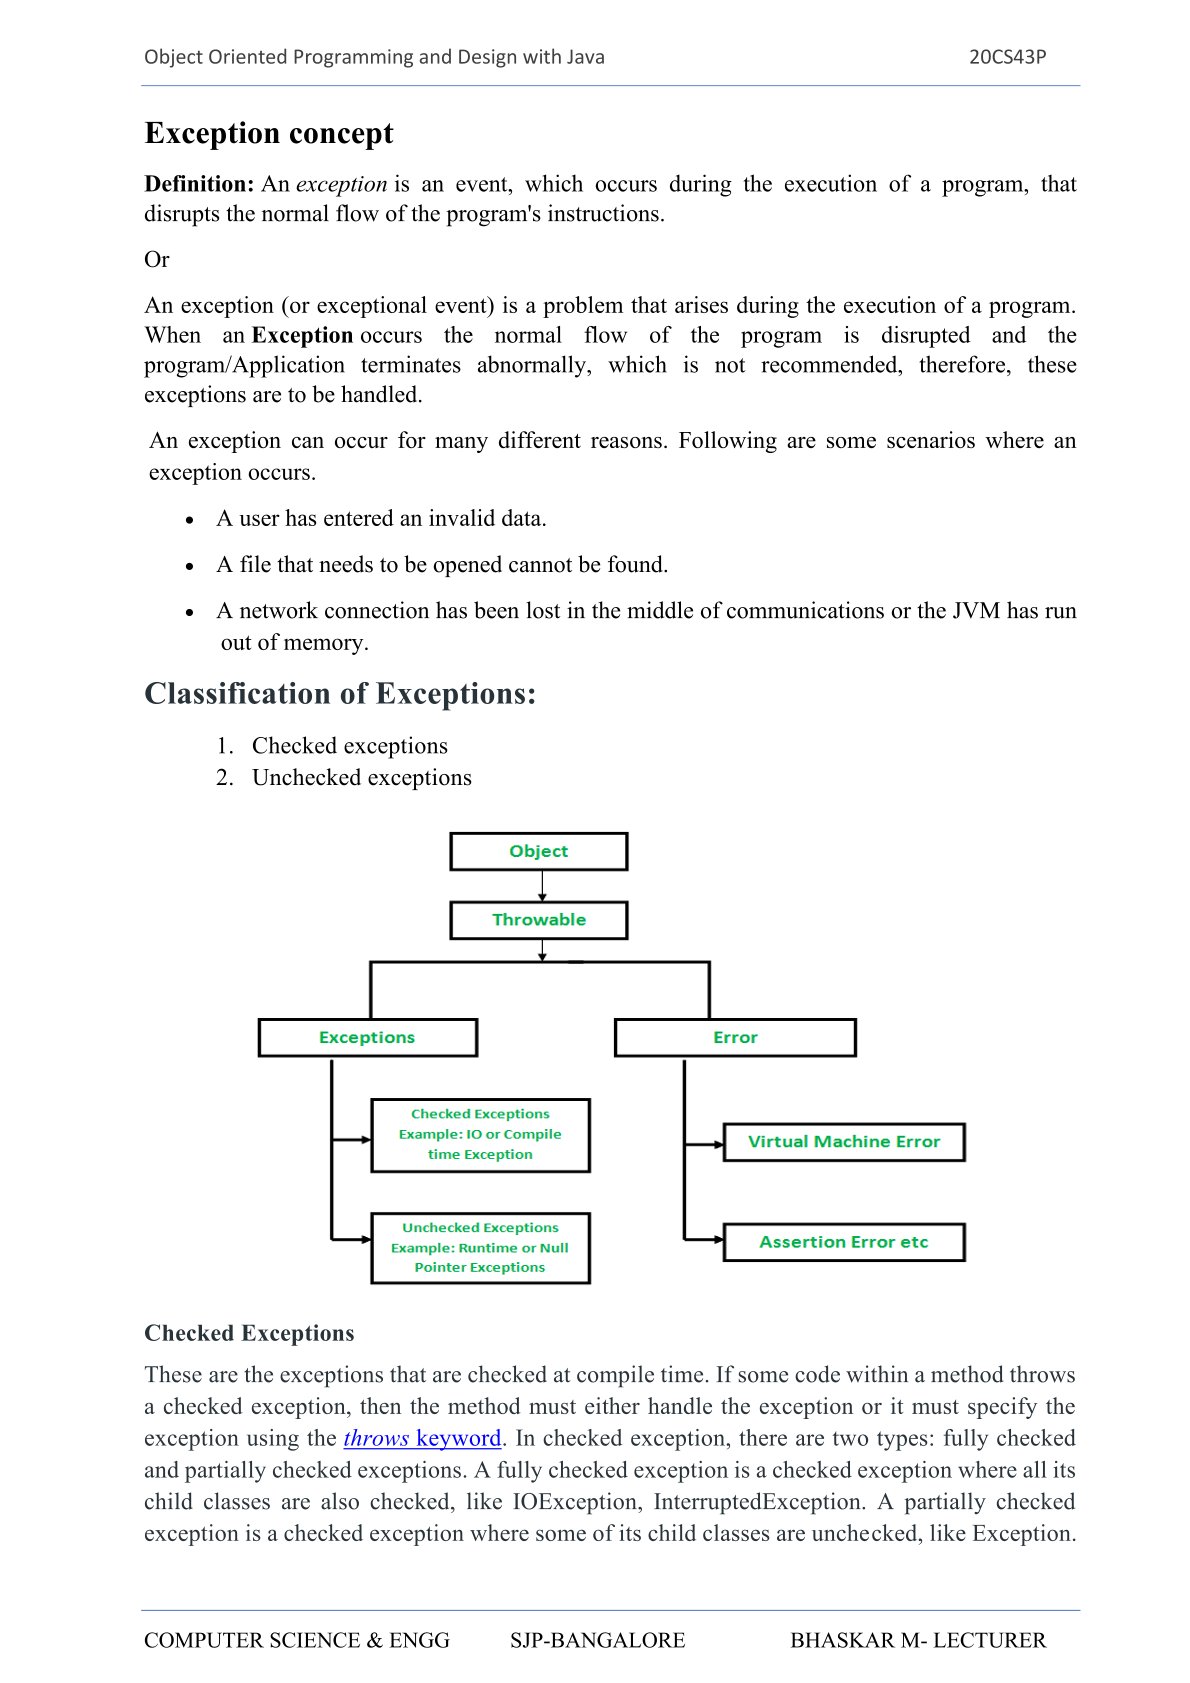 Object Oriented Programming and Design with Java 20CS43P
Exception concept
Definition: An exception is an event, which occurs during the execution of a program, that
disrupts the normal flow of the program's instructions.
Or
An exception (or exceptional event) is a problem that arises during the execution of a program.
When an Exception occurs the normal flow of the program is disrupted and the
program/Application terminates abnormally, which is not recommended, therefore, these
exceptions are to be handled.
An exception can occur for many different reasons. Following are some scenarios where an
exception occurs.
• A user has entered an invalid data.
• A file that needs to be opened cannot be found.
• A network connection has been lost in the middle of communications or the JVM has run
out of memory.
Classification of Exceptions:
1. Checked exceptions
2. Unchecked exceptions
Object
Throwable
Exceptions
Error
Checked Exceptions
Example: IO or Compile
time Exception
Virtual Machine Error
Unchecked Exceptions
Example: Runtime or Null
Pointer Exceptions
Assertion Error etc
Checked Exceptions
These are the exceptions that are checked at compile time. If some code within a method throws
a checked exception, then the method must either handle the exception or it must specify the
exception using the throws keyword. In checked exception, there are two types: fully checked
and partially checked exceptions. A fully checked exception is a checked exception where all its
child classes are also checked, like IOException, InterruptedException. A partially checked
exception is a checked exception where some of its child classes are unchecked, like Exception.
COMPUTER SCIENCE & ENGG SJP-BANGALORE BHASKAR M- LECTURER